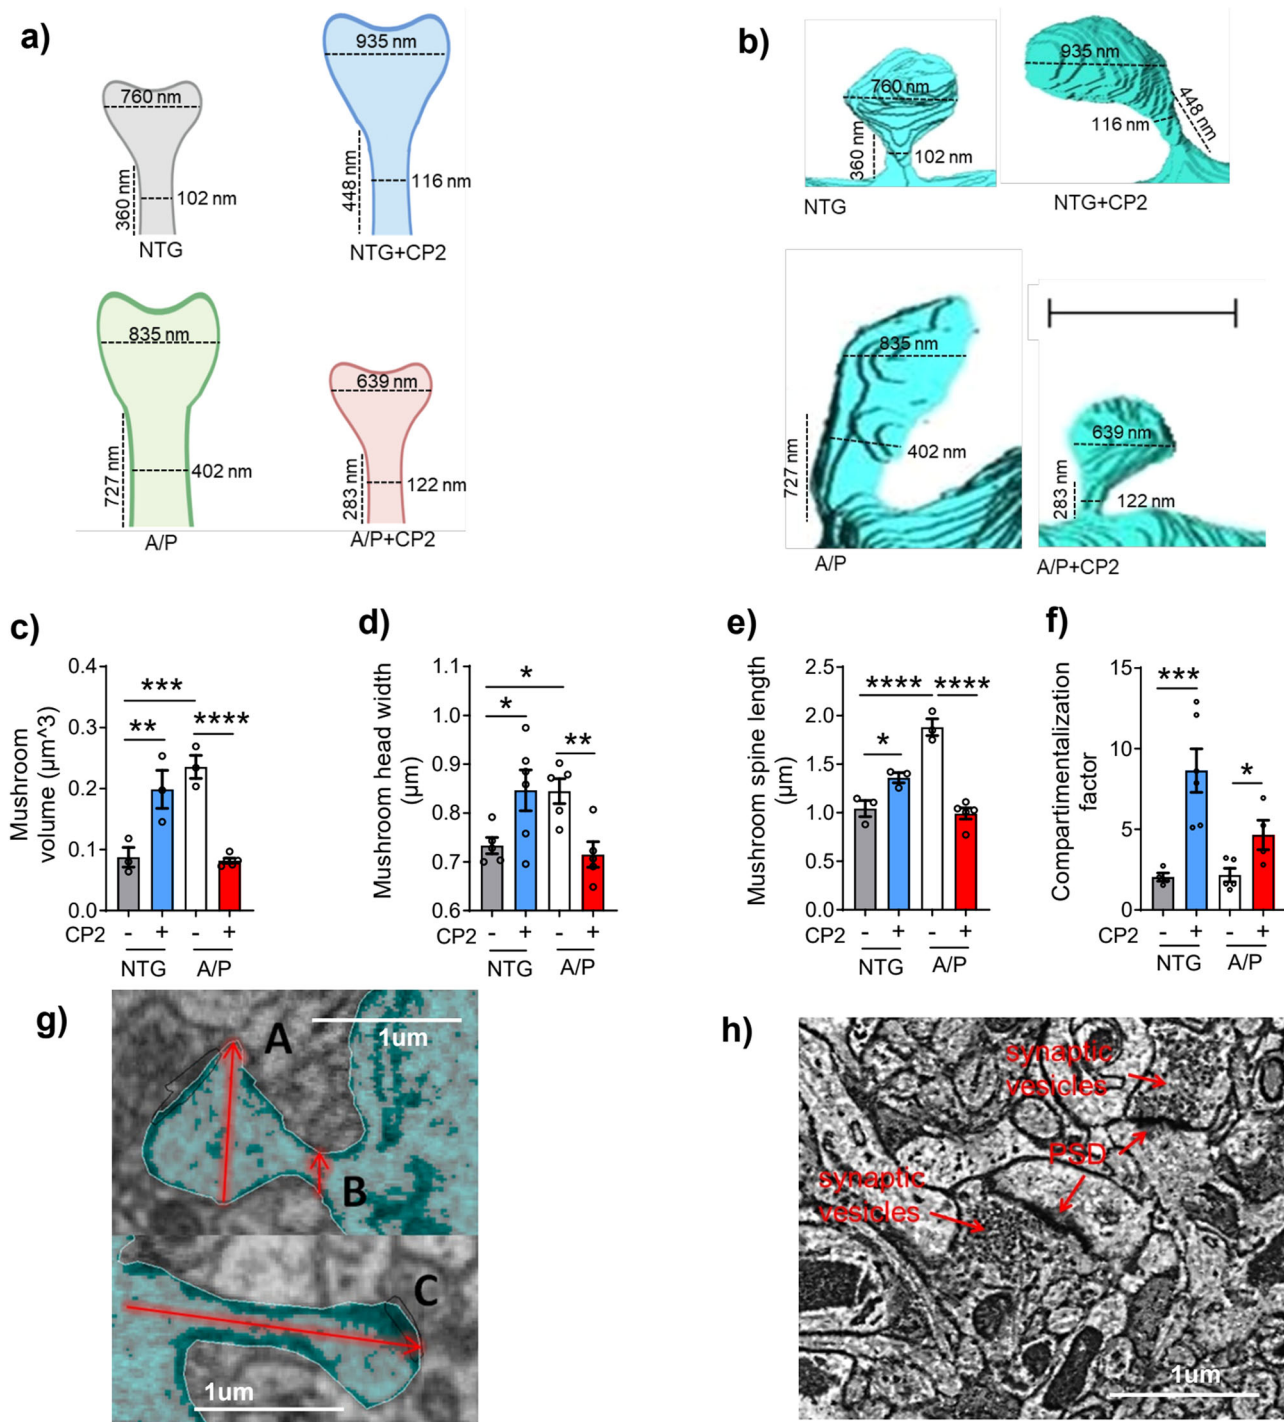 a)
935 nm
760 nm
448 nm
116 nm
360 nm
102 nm
NTG
NTG+CP2
835 nm
639 nm
727 nm
402 nm
283 nm
122 nm
A/P
A/P+CP2
b)
760 nm
360 nm
102 nm
NTG
935 nm
448 nm
116 nm
NTG+CP2
835 nm
727 nm
402 nm
A/P
639 nm
283 nm
122 nm
A/P+CP2
c)
Mushroom
volume (µm^3)
0.4
0.3
0.2
0.1
0.0
***
**
****
CP2
- + - +
NTG A/P
d)
Mushroom head width
(µm)
1.1
1.0
0.9
0.8
0.7
0.6
*
*
**
CP2
- + - +
NTG A/P
e)
Mushroom spine length
(µm)
2.5
2.0
1.5
1.0
0.5
0.0
**** ****
*
CP2
- + - +
NTG A/P
f)
Compartimentalization
factor
15
10
5
0
***
*
CP2
- + - +
NTG A/P
g)
A
1um
B
C
1um
h)
synaptic
vesicles
PSD
synaptic
vesicles
1um